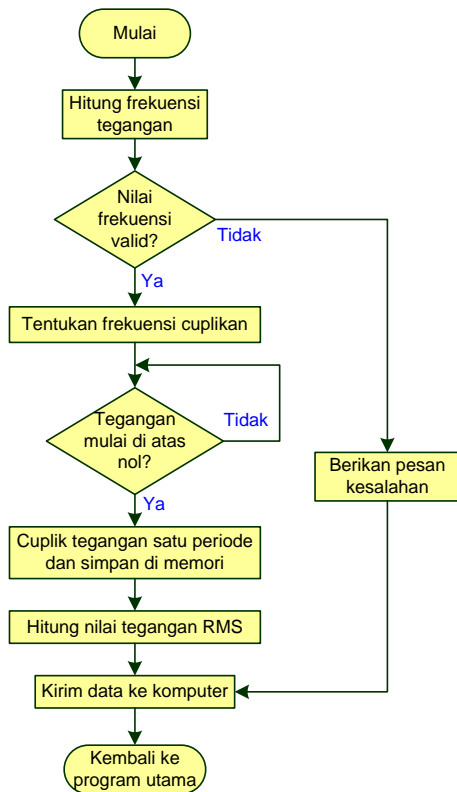 Mulai
Hitung frekuensi
tegangan
Nilai
frekuensi
valid?
Tidak
Ya
Tentukan frekuensi cuplikan
Tegangan
mulai di atas
nol?
Tidak
Ya
Berikan pesan
kesalahan
Cuplik tegangan satu periode
dan simpan di memori
Hitung nilai tegangan RMS
Kirim data ke komputer
Kembali ke
program utama